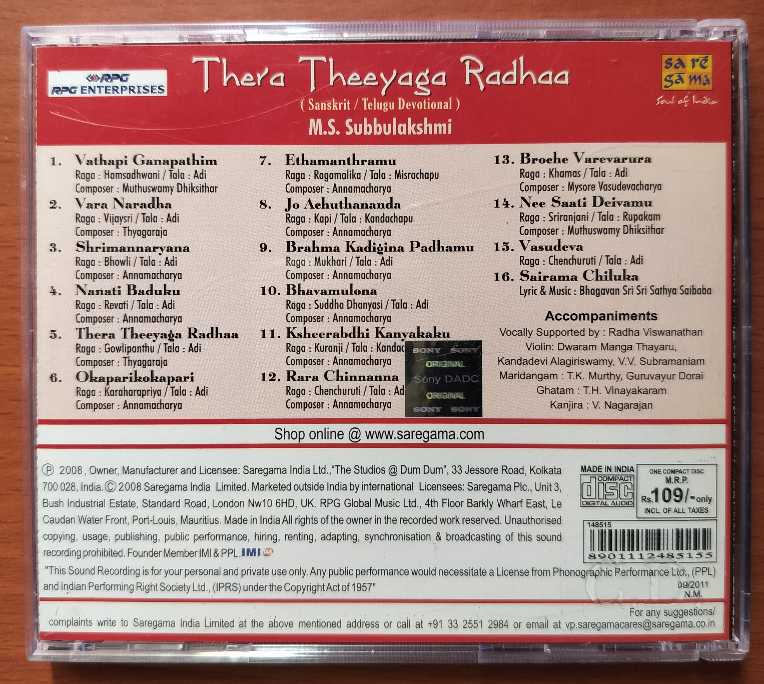 RPG
RPG ENTERPRISES
Thera Theeyaga Radhaa
( Sanskrit / Telugu Devotional )
M.S. Subbulakshmi
sa rē
ga ma
Soul of India
1. Vathapi Ganapathim
Raga : Hamsadhwani / Tala : Adi
Composer : Muthuswamy Dhiksithar
2. Vara Naradha
Raga : Vijaysri / Tala : Adi
Composer : Thyagaraja
3. Shrimannaryana
Raga : Bhowli / Tala : Adi
Composer : Annamacharya
4. Nanati Baduku
Raga : Revati / Tala : Adi
Composer : Annamacharya
5. Thera Theeyaga Radhaa
Raga : Gowlipanthu / Tala : Adi
Composer : Thyagaraja
6. Okaparikokapari
Raga : Karaharapriya / Tala : Adi
Composer : Annamacharya
7. Ethamanthramu
Raga : Ragamalika / Tala : Misrachapu
Composer : Annamacharya
8. Jo Achuthananda
Raga : Kapi / Tala : Kandachapu
Composer : Annamacharya
9. Brahma Kadigina Padhamu
Raga : Mukhari / Tala : Adi
Composer : Annamacharya
10. Bhavamulona
Raga : Suddha Dhanyasi / Tala : Adi
Composer : Annamacharya
11. Ksheerabdhi Kanyakaku
Raga : Kuranji / Tala : Kandac
Composer : Annamacharya
12. Rara Chinnanna
Raga : Chenchuruti / Tala : Adi
Composer : Annamacharya
SONY SONY
ORIGINAL
Sony DADC
ORIGINAL
SONY SONY
13. Broche Varevarura
Raga : Khamas / Tala : Adi
Composer : Mysore Vasudevacharya
14. Nee Saati Deivamu
Raga : Sriranjani / Tala : Rupakam
Composer : Muthuswamy Dhiksithar
15. Vasudeva
Raga : Chenchuruti / Tala : Adi
16. Sairama Chiluka
Lyric & Music : Bhagavan Sri Sri Sathya Saibaba
Accompaniments
Vocally Supported by : Radha Viswanathan
Violin: Dwaram Manga Thayaru,
Kandadevi Alagiriswamy, V.V. Subramaniam
Maridangam : T.K. Murthy, Guruvayur Dorai
Ghatam : T.H. Vinayakaram
Kanjira : V. Nagarajan
Shop online @ www.saregama.com
Ⓟ 2008, Owner, Manufacturer and Licensee: Saregama India Ltd.,"The Studios @ Dum Dum", 33 Jessore Road, Kolkata
700 028, India.© 2008 Saregama India Limited. Marketed outside India by international Licensees: Saregama Plc., Unit 3,
Bush Industrial Estate, Standard Road, London Nw10 6HD, UK. RPG Global Music Ltd., 4th Floor Barkly Wharf East, Le
Caudan Water Front, Port-Louis, Mauritius. Made in India All rights of the owner in the recorded work reserved. Unauthorised
copying, usage, publishing, public performance, hiring, renting, adapting, synchronisation & broadcasting of this sound
recording prohibited. Founder Member IMI & PPL. IMI
"This Sound Recording is for your personal and private use only. Any public performance would necessitate a License from Phonographic Performance Ltd., (PPL)
and Indian Performing Right Society Ltd., (IPRS) under the Copyright Act of 1957"
MADE IN INDIA
COMPACT
disc
DIGITAL AUDIO
ONE COMPACT DISC
M.R.P.
Rs.109/-only
INCL. OF ALL TAXES
148515
8901112485155
09/2011
N.M.
For any suggestions/
complaints write to Saregama India Limited at the above mentioned address or call at +91 33 2551 2984 or email at vp.saregamacares@saregama.co.in